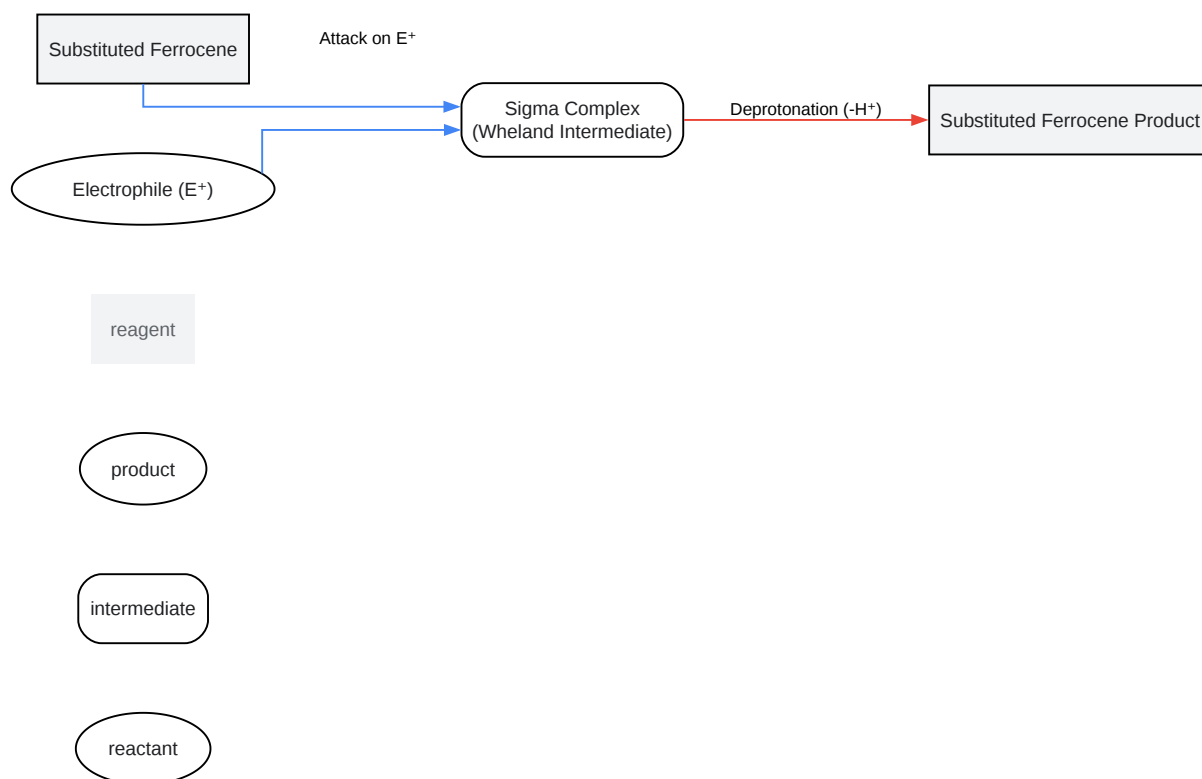 Substituted Ferrocene
Attack on E⁺
Electrophile (E⁺)
Sigma Complex
(Wheland Intermediate)
Deprotonation (-H⁺)
Substituted Ferrocene Product
reagent
product
intermediate
reactant